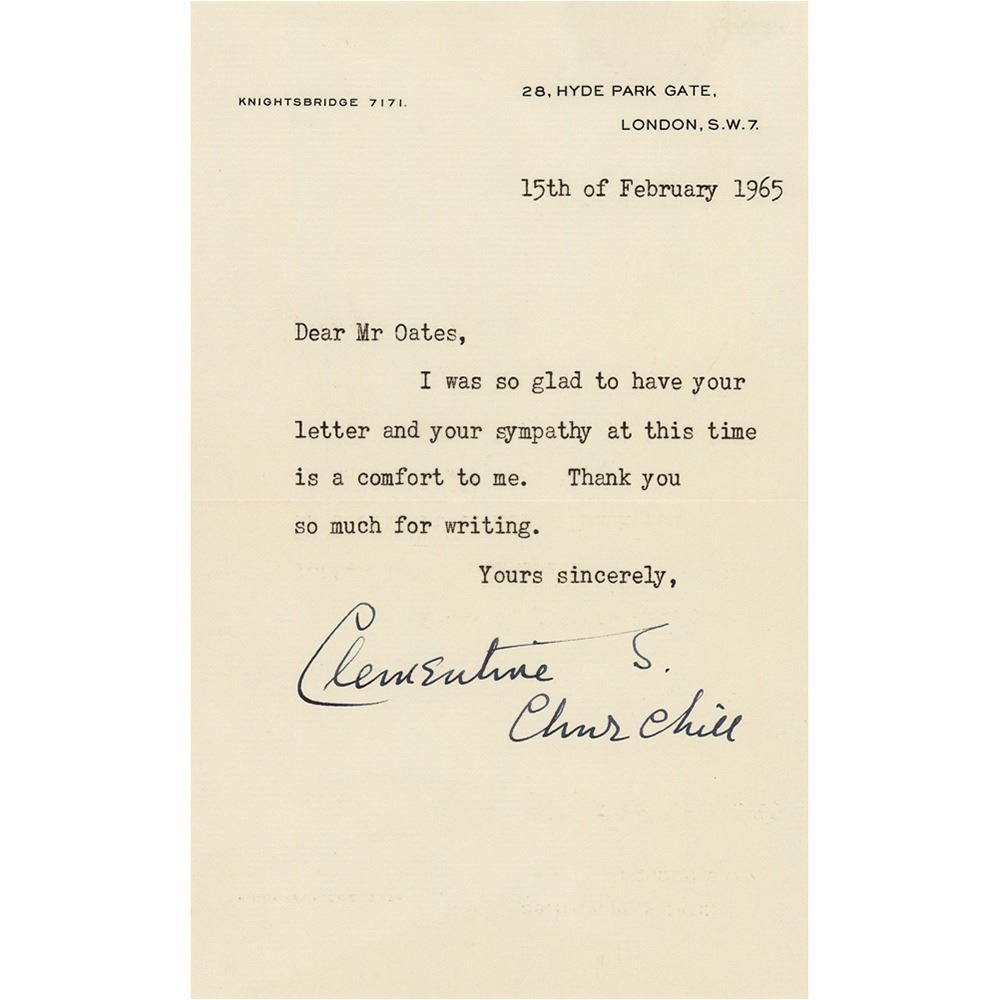 KNIGHTSBRIDGE 7171.
28, HYDE PARK GATE,
LONDON, S.W.7.
15th of February 1965
Dear Mr Oates,
I was so glad to have your
letter and your sympathy at this time
is a comfort to me. Thank you
so much for writing.
Yours sincerely,
Clementine S.
Churchill